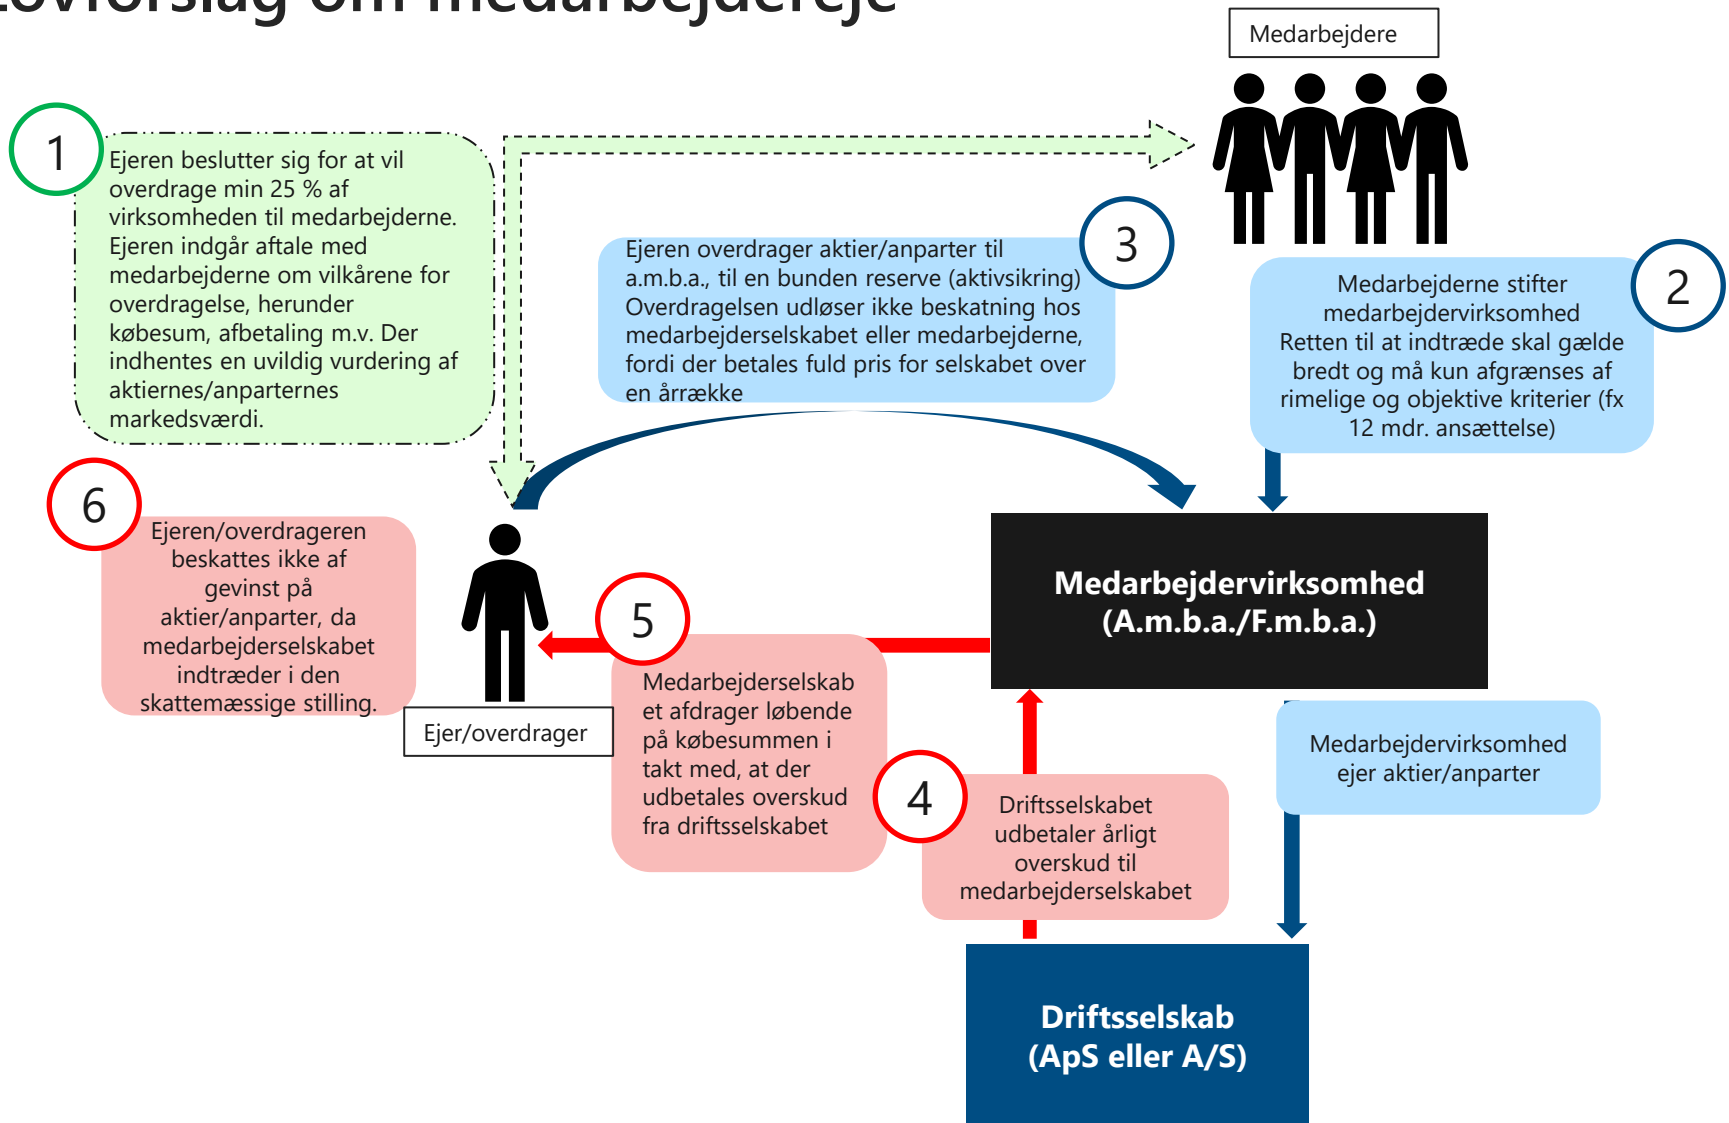 Lovforslag om medarbejdereje
Medarbejdere
1
Ejeren beslutter sig for at vil
overdrage min 25 % af
virksomheden til medarbejderne.
Ejeren indgår aftale med
medarbejderne om vilkårene for
overdragelse, herunder
købesum, afbetaling m.v. Der
indhentes en uvildig vurdering af
aktiernes/anparternes
markedsværdi.
3
Ejeren overdrager aktier/anparter til
a.m.b.a., til en bunden reserve (aktivsikring)
Overdragelsen udløser ikke beskatning hos
medarbejderselskabet eller medarbejderne,
fordi der betales fuld pris for selskabet over
en årrække
2
Medarbejderne stifter
medarbejdervirksomhed
Retten til at indtræde skal gælde
bredt og må kun afgrænses af
rimelige og objektive kriterier (fx
12 mdr. ansættelse)
6
Ejeren/overdrageren
beskattes ikke af
gevinst på
aktier/anparter, da
medarbejderselskabet
indtræder i den
skattemæssige stilling.
Ejer/overdrager
5
Medarbejderselskab
et afdrager løbende
på købesummen i
takt med, at der
udbetales overskud
fra driftsselskabet
Medarbejdervirksomhed
(A.m.b.a./F.m.b.a.)
4
Driftsselskabet
udbetaler årligt
overskud til
medarbejderselskabet
Medarbejdervirksomhed
ejer aktier/anparter
Driftsselskab
(ApS eller A/S)